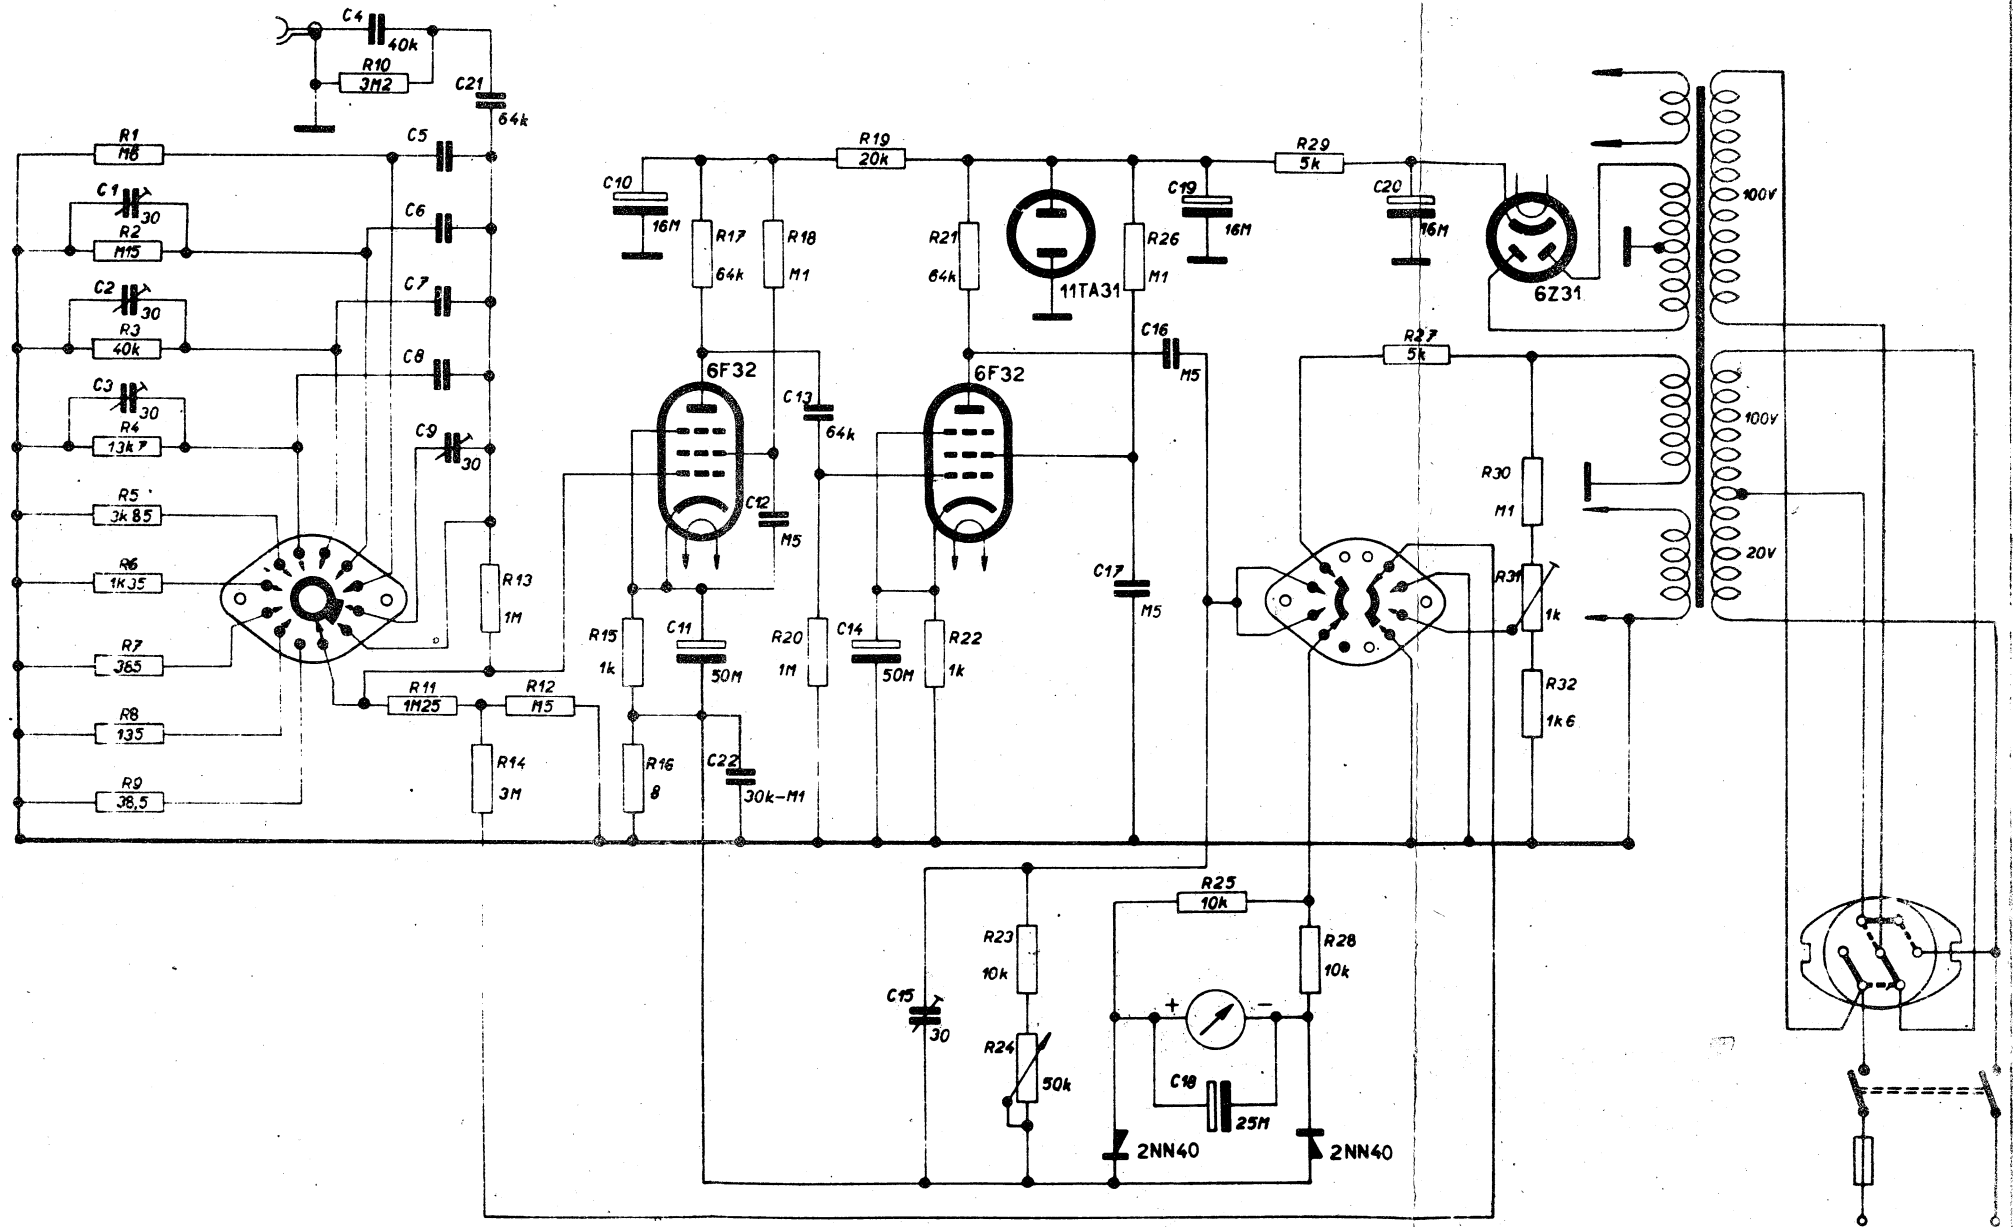 C4
40k
R10
3M2
C21
64k
R1
M6
C5
C1
30
R2
M15
C6
C2
30
R3
40k
C7
C3
30
R4
13k7
C8
C9
30
R5
3k85
R6
1K35
R7
365
R8
135
R9
38,5
R13
1M
R11
1M25
R12
M5
R14
3M
C10
16M
R17
64k
R18
M1
R19
20k
6F32
C13
64k
C12
M5
R15
1k
C11
50M
R16
8
C22
30k-M1
R20
1M
C14
50M
R22
1k
R21
64k
6F32
11TA31
R26
M1
C16
M5
C17
M5
C19
16M
R29
5k
C20
16M
6Z31
R27
5k
R30
M1
R31
1k
R32
1k6
100V
100V
20V
R25
10k
R23
10k
R28
10k
C15
30
R24
50k
+
−
C18
25M
2NN40
2NN40